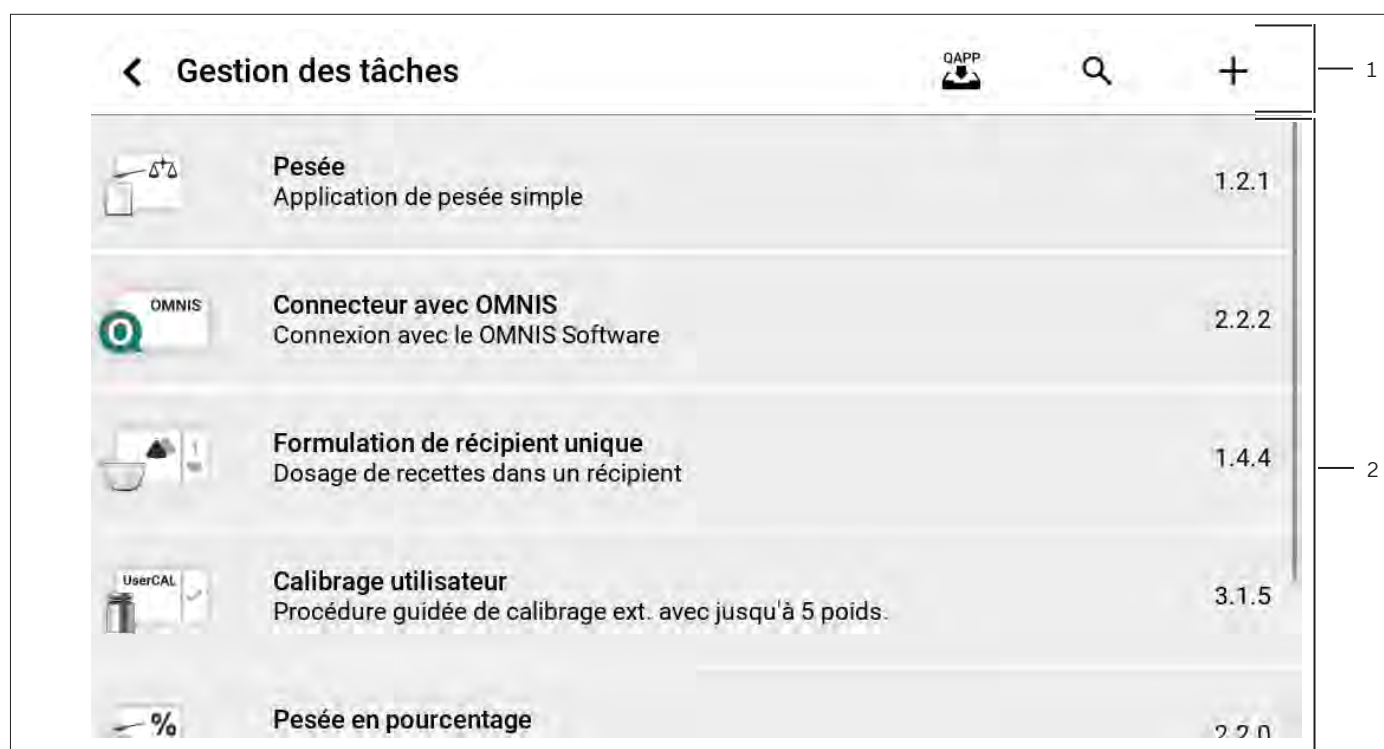 Gestion des tâches
QAPP
1
Pesée
Application de pesée simple
1.2.1
OMNIS
Connecteur avec OMNIS
Connexion avec le OMNIS Software
2.2.2
Formulation de récipient unique
Dosage de recettes dans un récipient
1.4.4
2
UserCAL
Calibrage utilisateur
Procédure guidée de calibrage ext. avec jusqu'à 5 poids.
3.1.5
%
Pesée en pourcentage
2.2.0